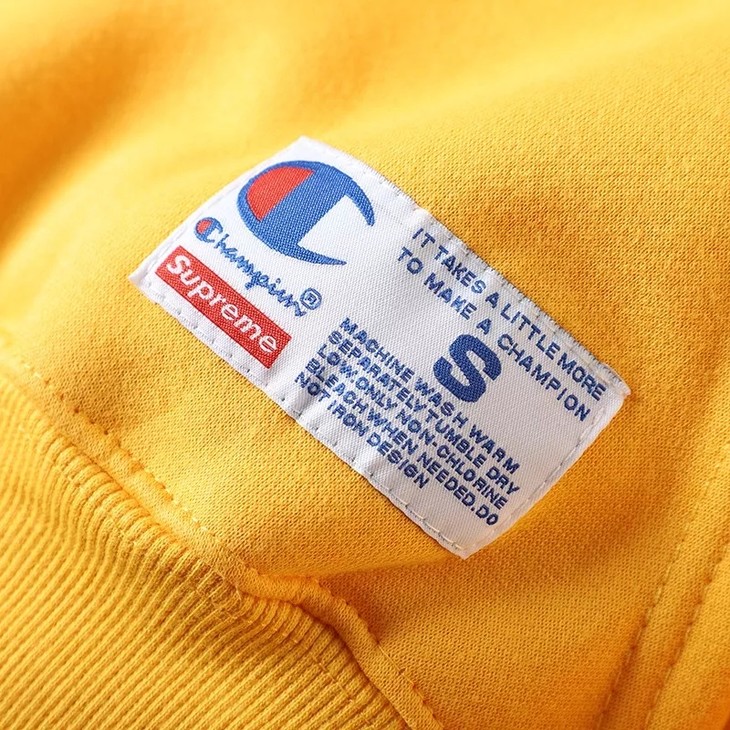 Champion®
Supreme
IT TAKES A LITTLE MORE
TO MAKE A CHAMPION
S
MACHINE WASH WARM
SEPARATELY TUMBLE DRY
LOW.ONLY NON-CHLORINE
BLEACH WHEN NEEDED.DO
NOT IRON DESIGN